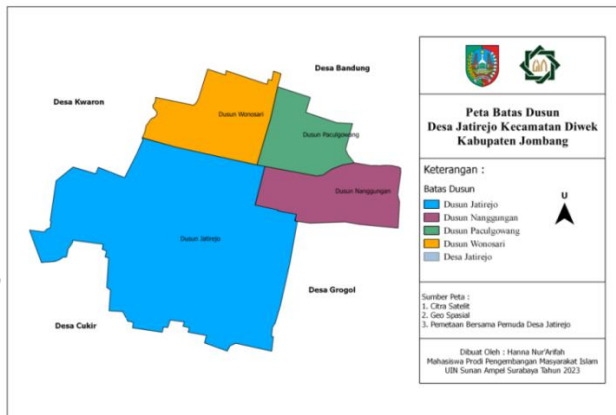 Desa Bandung
Desa Kwaron
Dusun Wonosari
Dusun Paculgowang
Dusun Nanggungan
Dusun Jatirejo
Desa Grogol
Desa Cukir
Peta Batas Dusun
Desa Jatirejo Kecamatan Diwek
Kabupaten Jombang
Keterangan :
Batas Dusun
Dusun Jatirejo
Dusun Nanggungan
Dusun Paculgowang
Dusun Wonosari
Desa Jatirejo
U
Sumber Peta :
1. Citra Satelit
2. Geo Spasial
3. Pemetaan Bersama Pemuda Desa Jatirejo
Dibuat Oleh : Hanna Nur'Arifah
Mahasiswa Prodi Pengembangan Masyarakat Islam
UIN Sunan Ampel Surabaya Tahun 2023